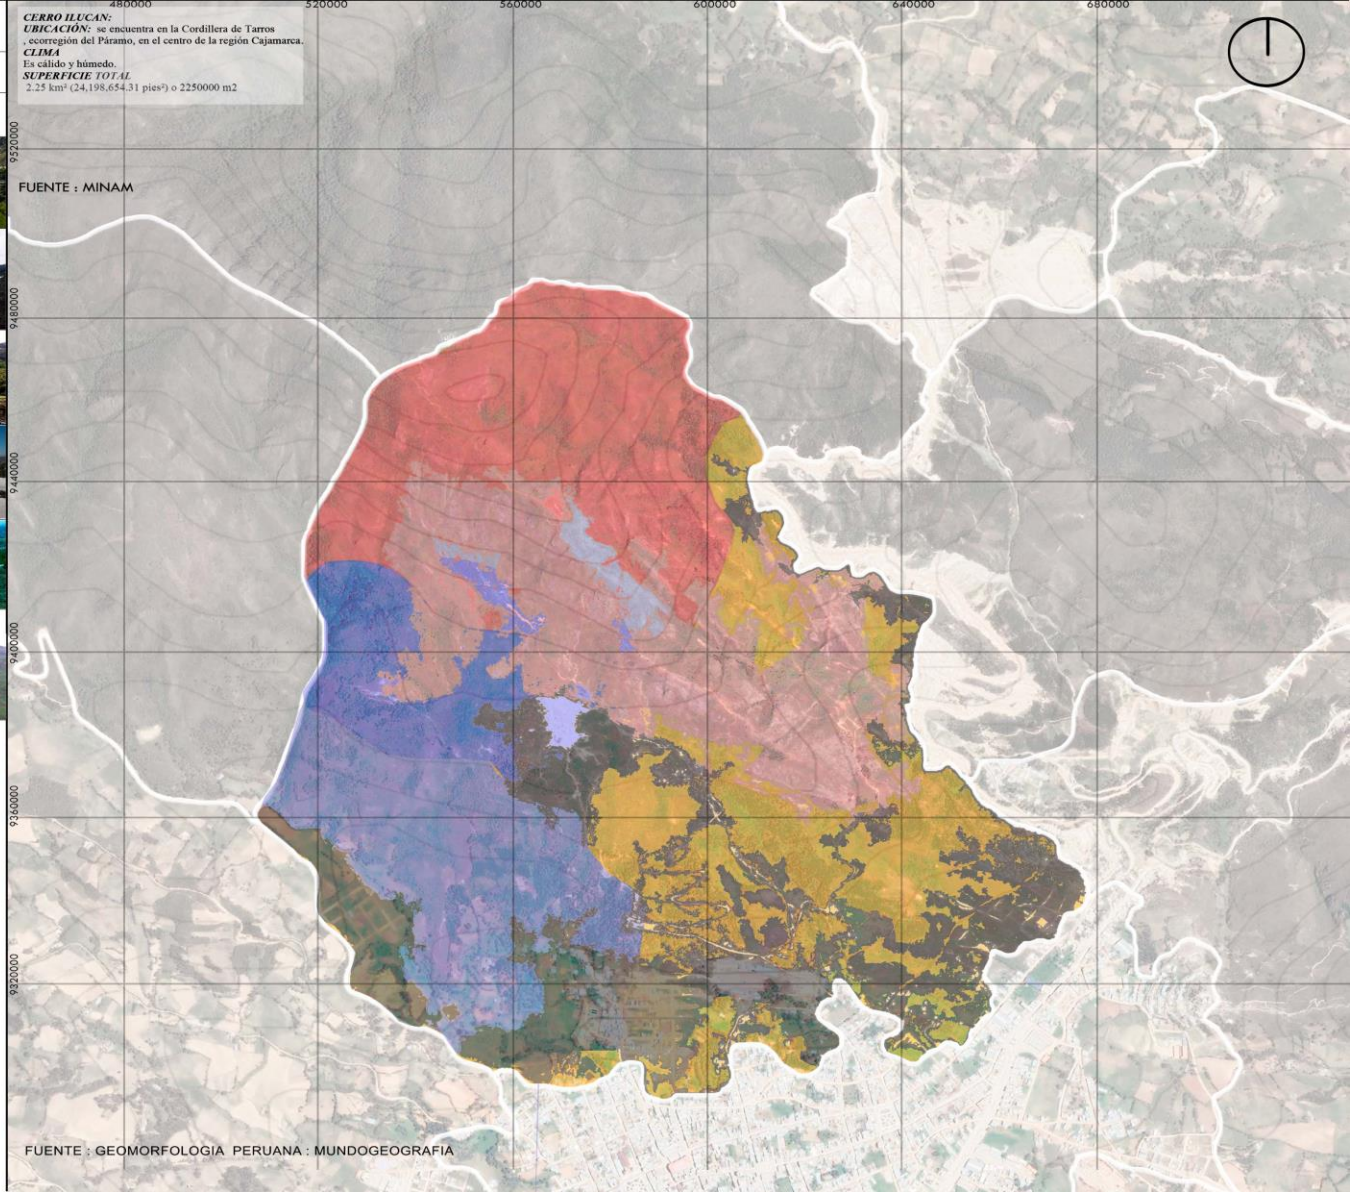 480000 520000 560000 600000 640000 680000
CERRO ILUCAN:
UBICACIÓN: se encuentra en la Cordillera de Tarros
, ecorregión del Páramo, en el centro de la región Cajamarca.
CLIMA
Es cálido y húmedo.
SUPERFICIE TOTAL
2.25 km² (24,198,654.31 pies²) o 2250000 m2
9520000
FUENTE : MINAM
9480000
9440000
9400000
9360000
9320000
FUENTE : GEOMORFOLOGIA PERUANA : MUNDOGEOGRAFIA